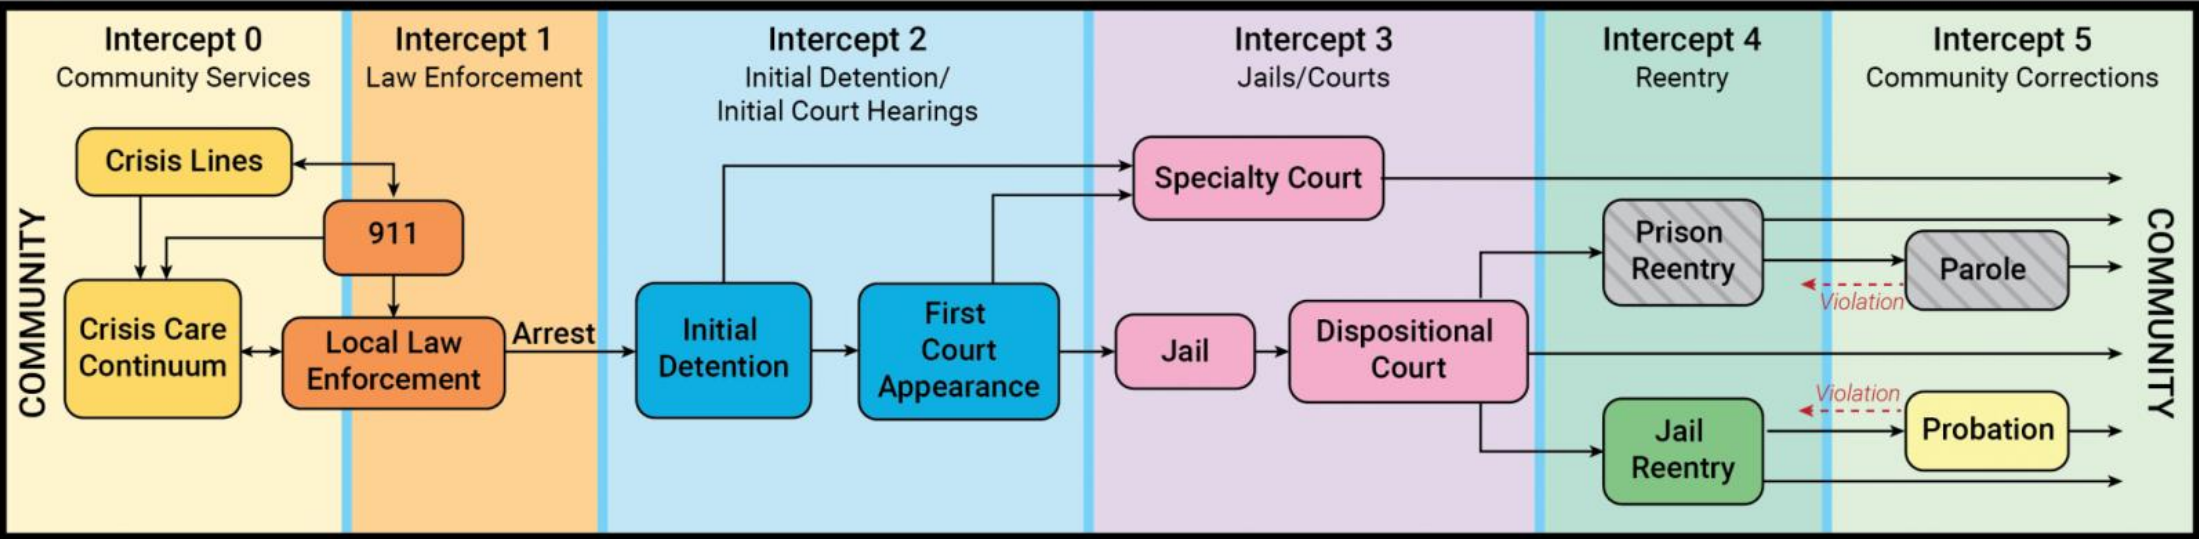 Intercept 0
Community Services
Intercept 1
Law Enforcement
Intercept 2
Initial Detention/
Initial Court Hearings
Intercept 3
Jails/Courts
Intercept 4
Reentry
Intercept 5
Community Corrections
COMMUNITY
Crisis Lines
911
Crisis Care
Continuum
Local Law
Enforcement
Arrest
Initial
Detention
First
Court
Appearance
Specialty Court
Jail
Dispositional
Court
Prison
Reentry
Parole
Violation
Jail
Reentry
Violation
Probation
COMMUNITY